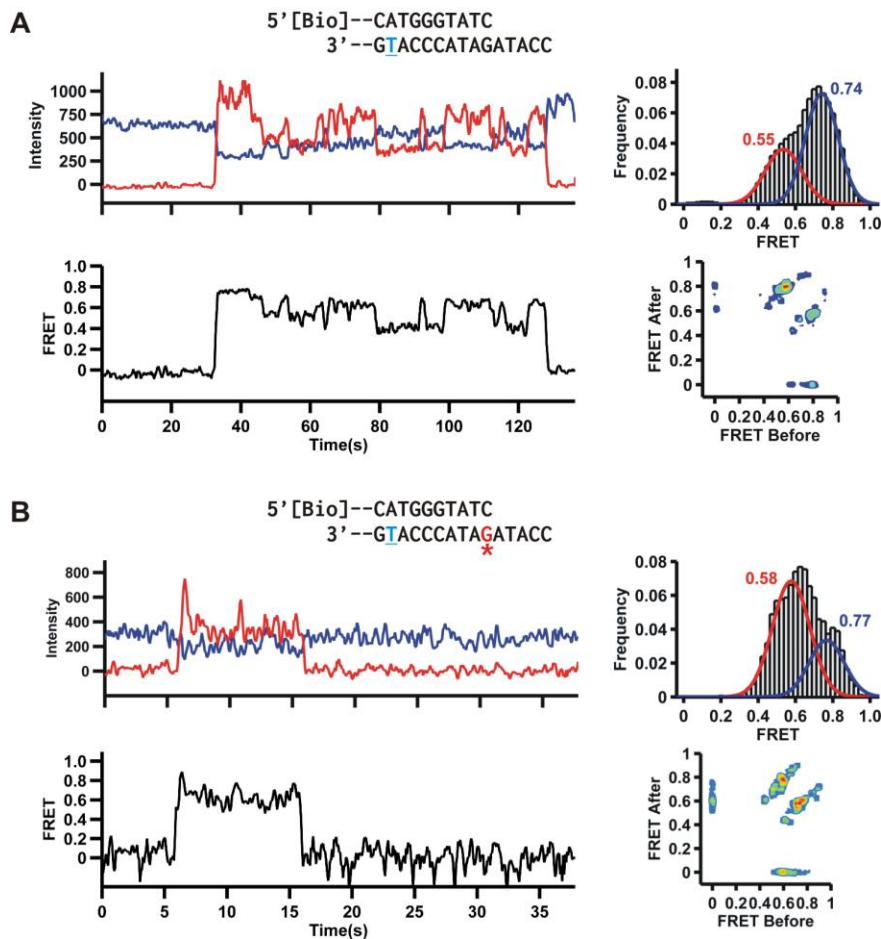 A
5'[Bio]--CATGGGTATC
3'--GTACCCATAGATACC
Intensity
1000
750
500
250
0
0 20 40 60 80 100 120
FRET
1.0
0.8
0.6
0.4
0.2
0
0 20 40 60 80 100 120
Time(s)
Frequency
0.08
0.06
0.04
0.02
0
0.55
0.74
0 0.2 0.4 0.6 0.8 1.0
FRET
FRET After
1
0.8
0.6
0.4
0.2
0
0 0.20.40.60.8 1
FRET Before
B
5'[Bio]--CATGGGTATC
3'--GTACCCATAGATACC
*
Intensity
800
600
400
200
0
FRET
1.0
0.8
0.6
0.4
0.2
0
0 5 10 15 20 25 30 35
Time(s)
Frequency
0.08
0.06
0.04
0.02
0
0.58
0.77
0 0.2 0.4 0.6 0.8 1.0
FRET
FRET After
1
0.8
0.6
0.4
0.2
0
0 0.20.40.60.8 1
FRET Before